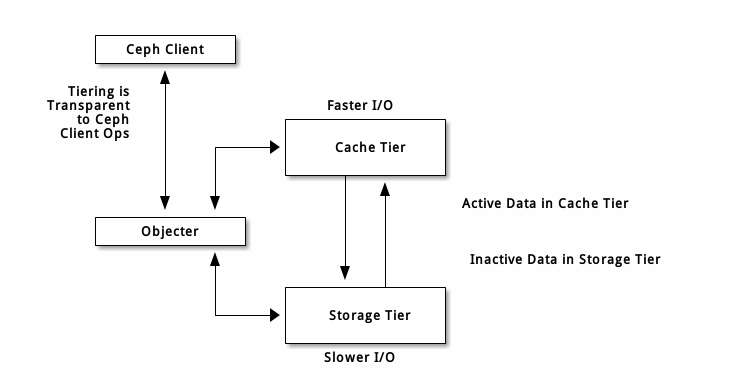 Ceph Client
Tiering is
Transparent
to Ceph
Client Ops
Faster I/O
Cache Tier
Active Data in Cache Tier
Objecter
Inactive Data in Storage Tier
Storage Tier
Slower I/O